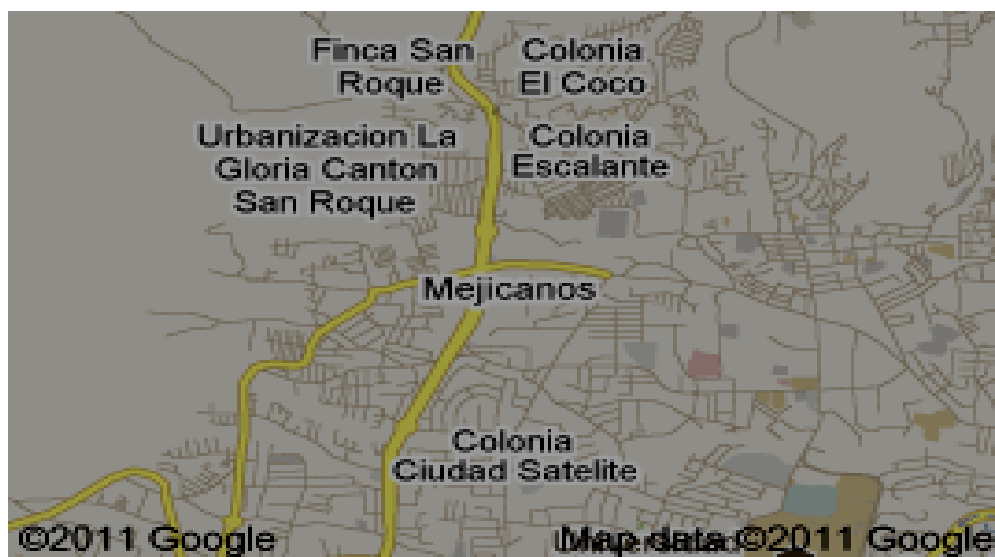 Finca San
Roque
Colonia
El Coco
Urbanizacion La
Gloria Canton
San Roque
Colonia
Escalante
Mejicanos
Colonia
Ciudad Satelite
©2011 Google
Map data ©2011 Google